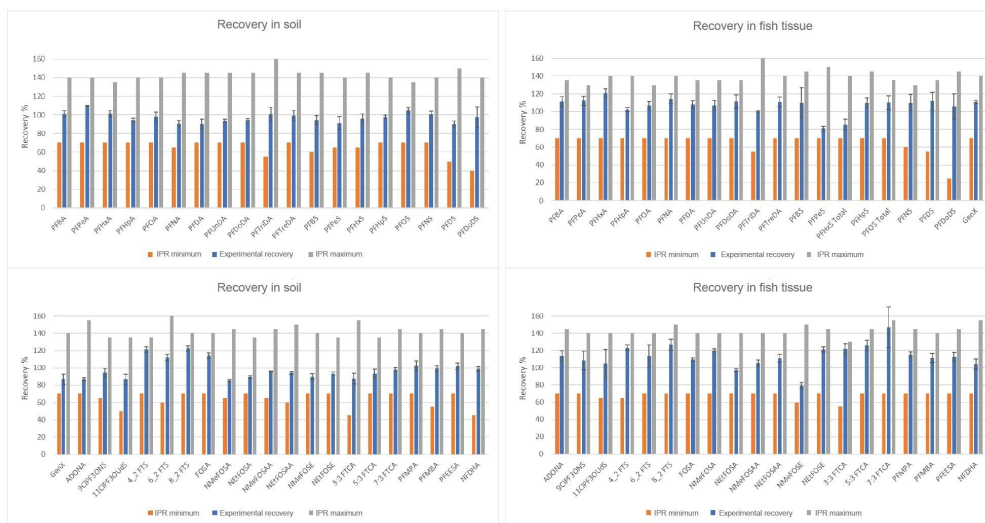 Recovery in soil
Recovery %
160
140
120
100
80
60
40
20
0
PFBA PFPeA PFHxA PFHpA PFOA PFNA PFDA PFUnDA PFDoDA PFTriDA PFTreDA PFBS PFPeS PFHxS PFHpS PFOS PFNS PFDS PFDoDS
IPR minimum Experimental recovery IPR maximum
Recovery in fish tissue
Recovery %
160
140
120
100
80
60
40
20
0
PFBA PFPeA PFHxA PFHpA PFOA PFNA PFDA PFUnDA PFDoDA PFTriDA PFTreDA PFBS PFPeS PFHxS Total PFHpS PFOS Total PFNS PFDS PFDoDS GenX
IPR minimum Experimental recovery IPR maximum
Recovery in soil
Recovery %
160
140
120
100
80
60
40
20
0
GenX ADONA 9ClPF3ONS 11ClPF3OUdS 4_2 FTS 6_2 FTS 8_2 FTS FOSA NMeFOSA NEtFOSA NMeFOSAA NEtFOSAA NMeFOSE NEtFOSE 3:3 FTCA 5:3 FTCA 7:3 FTCA PFMPA PFMBA PFEESA NFDHA
IPR minimum Experimental recovery IPR maximum
Recovery in fish tissue
Recovery %
160
140
120
100
80
60
40
20
0
ADONA 9ClPF3ONS 11ClPF3OUdS 4_2 FTS 6_2 FTS 8_2 FTS FOSA NMeFOSA NEtFOSA NMeFOSAA NEtFOSAA NMeFOSE NEtFOSE 3:3 FTCA 5:3 FTCA 7:3 FTCA PFMPA PFMBA PFEESA NFDHA
IPR minimum Experimental recovery IPR maximum